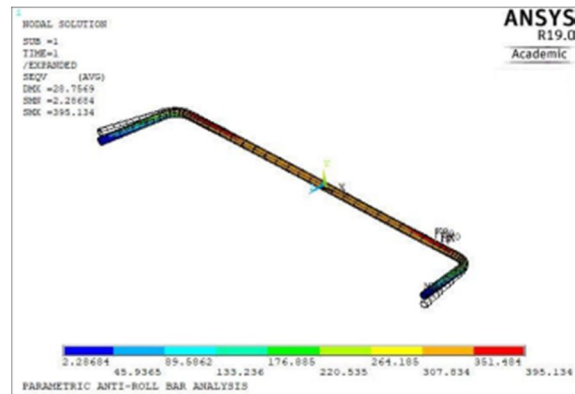 NODAL SOLUTION
SUB =1
TIME=1
/EXPANDED
SEQV (AVG)
DMX =28.7569
SMN =2.28684
SMX =395.134
ANSYS
R19.0
Academic
2.28684 89.5862 176.885 264.185 351.484
45.9365 133.236 220.535 307.834 395.134
PARAMETRIC ANTI-ROLL BAR ANALYSIS